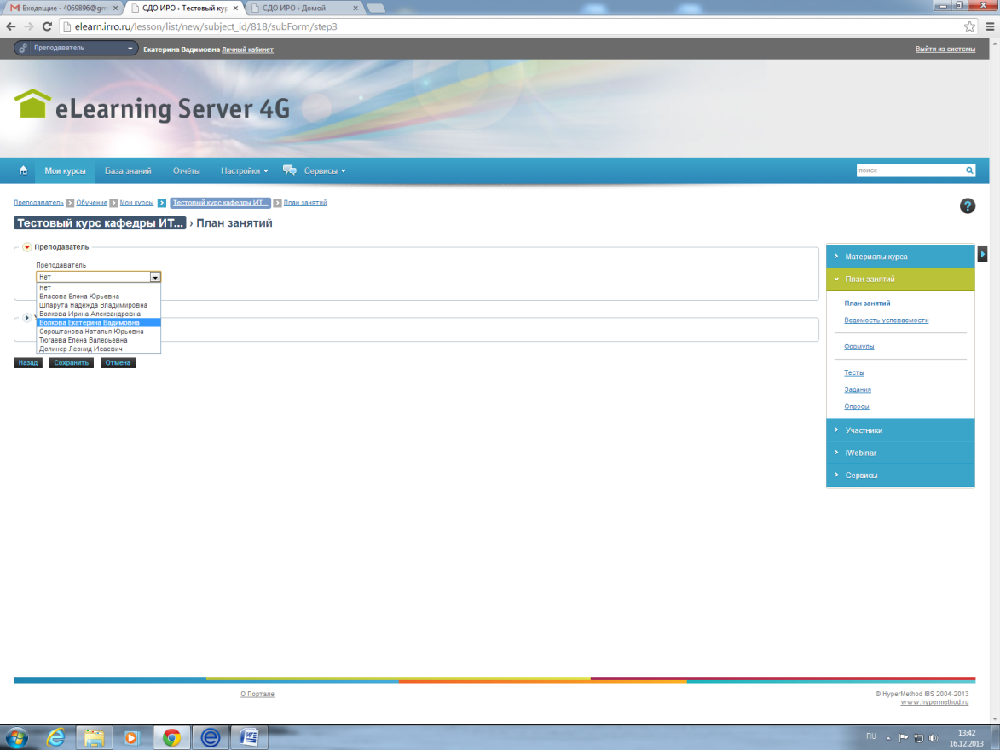 Входящие - 4069896@gm
СДО ИРО › Тестовый кур
СДО ИРО › Домой
elearn.irro.ru/lesson/list/new/subject_id/818/subForm/step3
Преподаватель
Екатерина Вадимовна Личный кабинет
Выйти из системы
eLearning Server 4G
Мои курсы База знаний Отчёты Настройки Сервисы
поиск
Преподаватель Обучение Мои курсы Тестовый курс кафедры ИТ... План занятий
?
Тестовый курс кафедры ИТ... › План занятий
Преподаватель
Преподаватель
Нет
Нет
Власова Елена Юрьевна
Шпарута Надежда Владимировна
Волкова Ирина Александровна
Волкова Екатерина Вадимовна
Сероштанова Наталья Юрьевна
Тюгаева Елена Валерьевна
Долинер Леонид Исаевич
Назад Сохранить Отмена
Материалы курса
План занятий
План занятий
Ведомость успеваемости
Формулы
Тесты
Задания
Опросы
Участники
iWebinar
Сервисы
О Портале
© HyperMethod IBS 2004-2013
www.hypermethod.ru
RU
13:42
16.12.2013